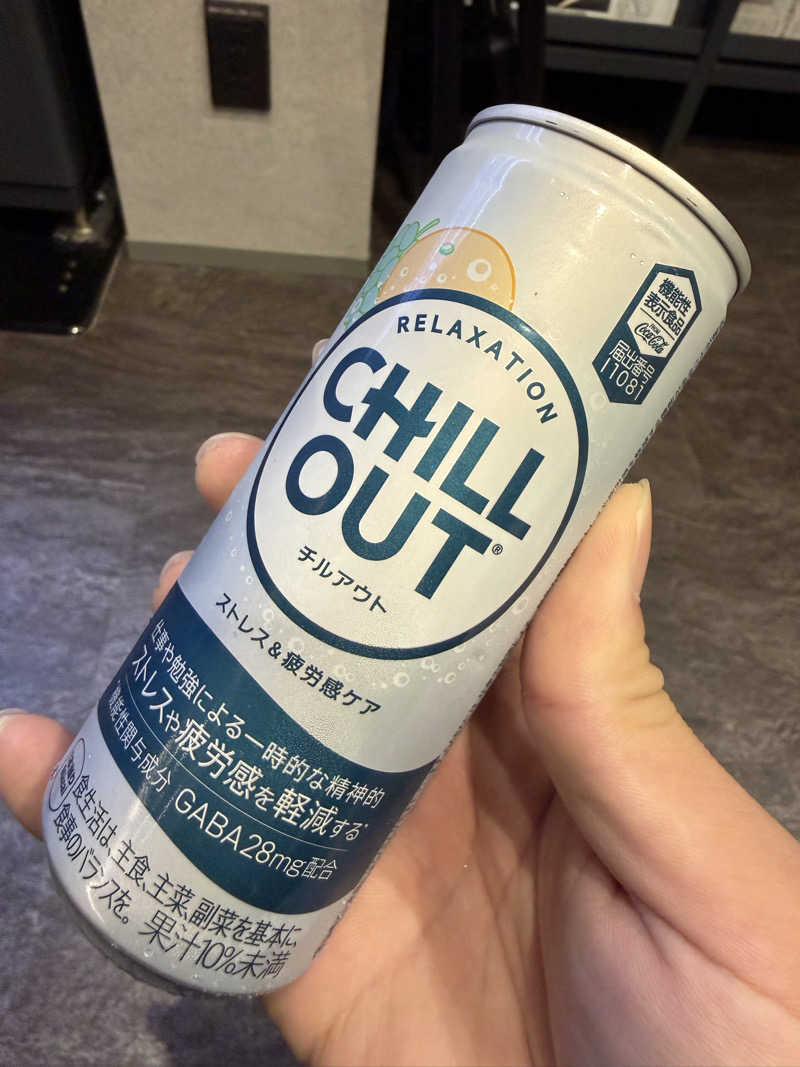 機能性
表示食品
FROM
Coca-Cola
届出番号
I1081
RELAXATION
CHILL
OUT®
チルアウト
ストレス&疲労感ケア
仕事や勉強による一時的な精神的
ストレスや疲労感を軽減する
機能性関与成分 GABA28mg配合
食生活は、主食、主菜、副菜を基本に、
食事のバランスを。
果汁10%未満